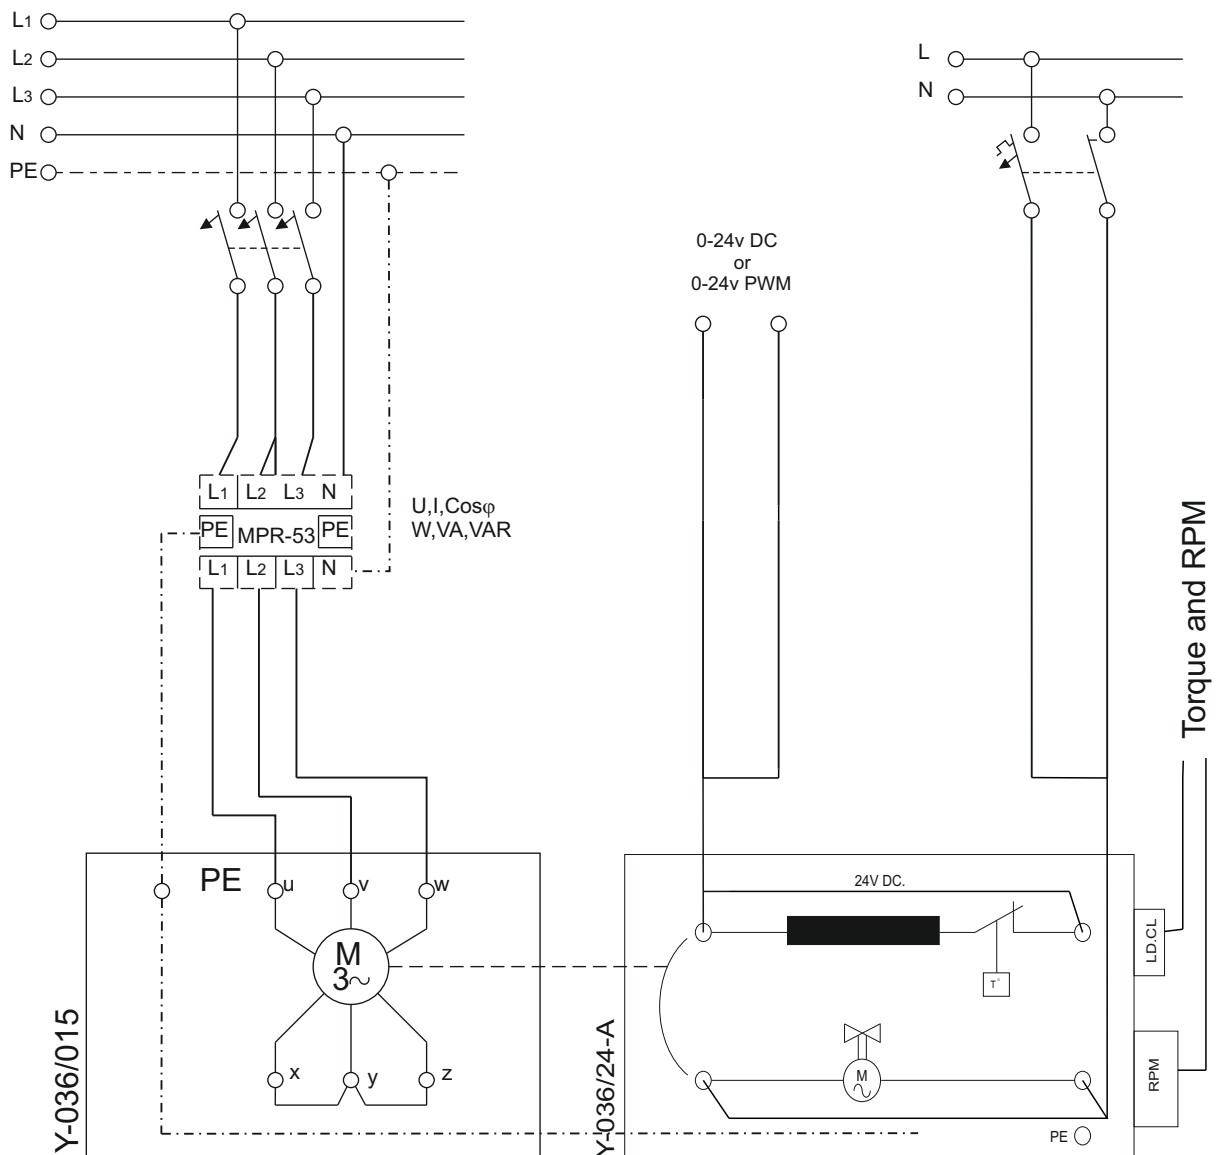 L1
L2
L3
N
PE
L
N
0-24v DC
or
0-24v PWM
L1 L2 L3 N
PE MPR-53 PE
L1 L2 L3 N
U,I,Cosφ
W,VA,VAR
Torque and RPM
PE u v w
M
3~
x y z
Y-036/015
24V DC.
T°
M
~
Y-036/24-A
LD.CL
RPM
PE